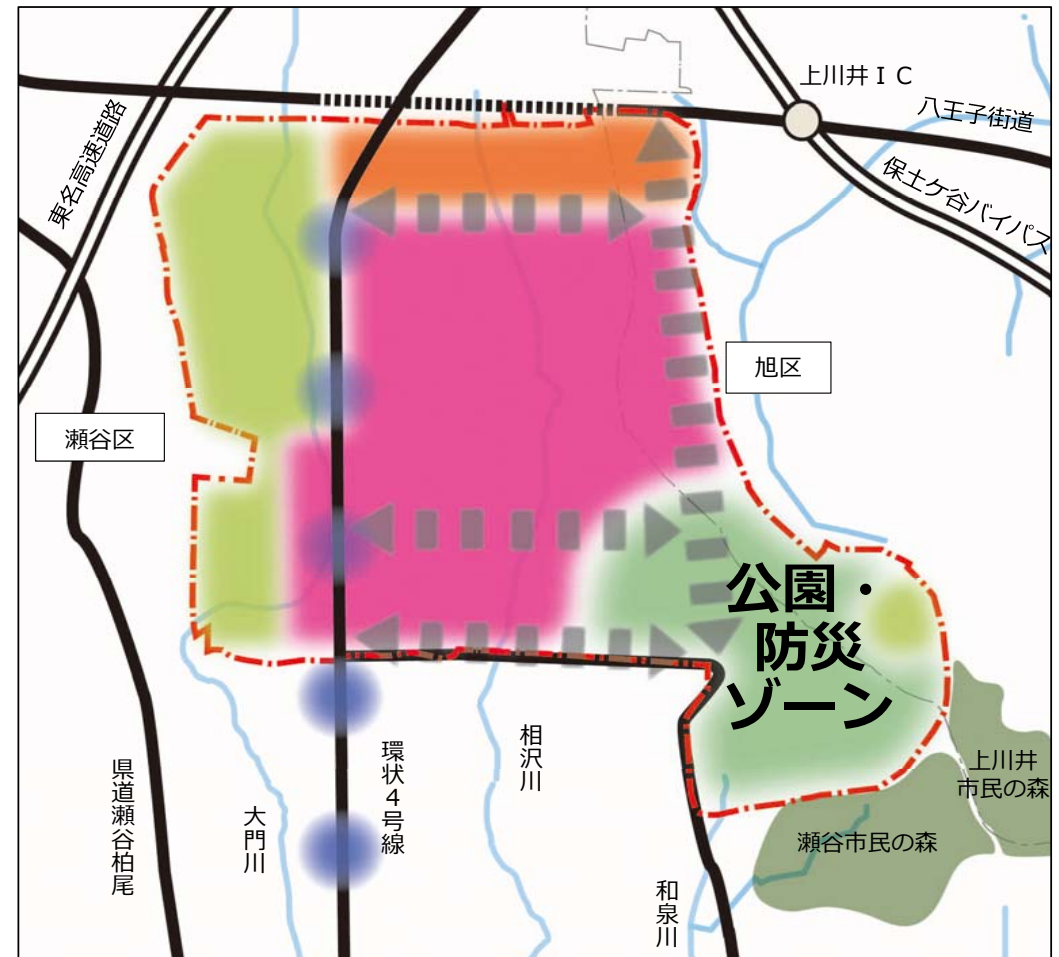 上川井ＩＣ
八王子街道
東名高速道路
保土ケ谷バイパス
旭区
瀬谷区
公園・
防災
ゾーン
相沢川
環状４号線
上川井
市民の森
県道瀬谷柏尾
大門川
瀬谷市民の森
和泉川